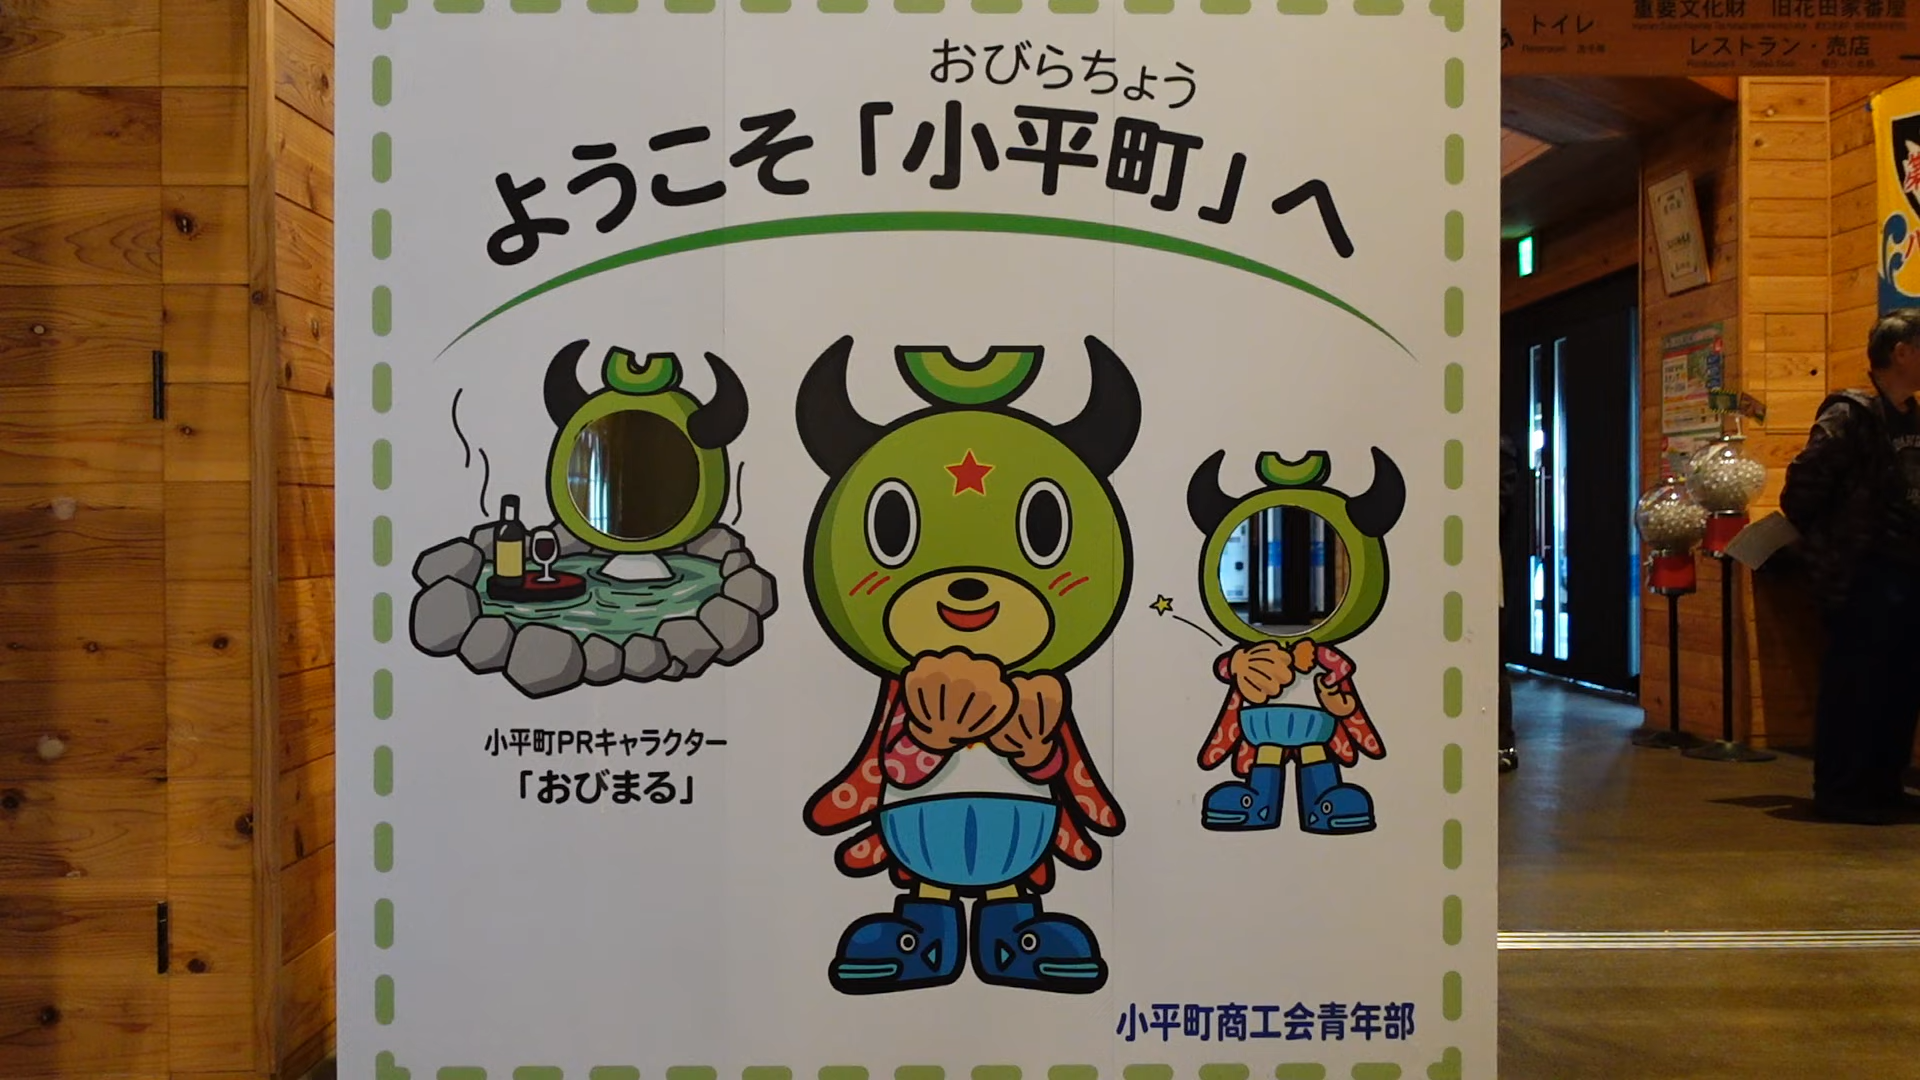 おびらちょう
ようこそ「小平町」へ
小平町PRキャラクター
「おびまる」
小平町商工会青年部
トイレ
重要文化財 旧花田家番屋
レストラン・売店